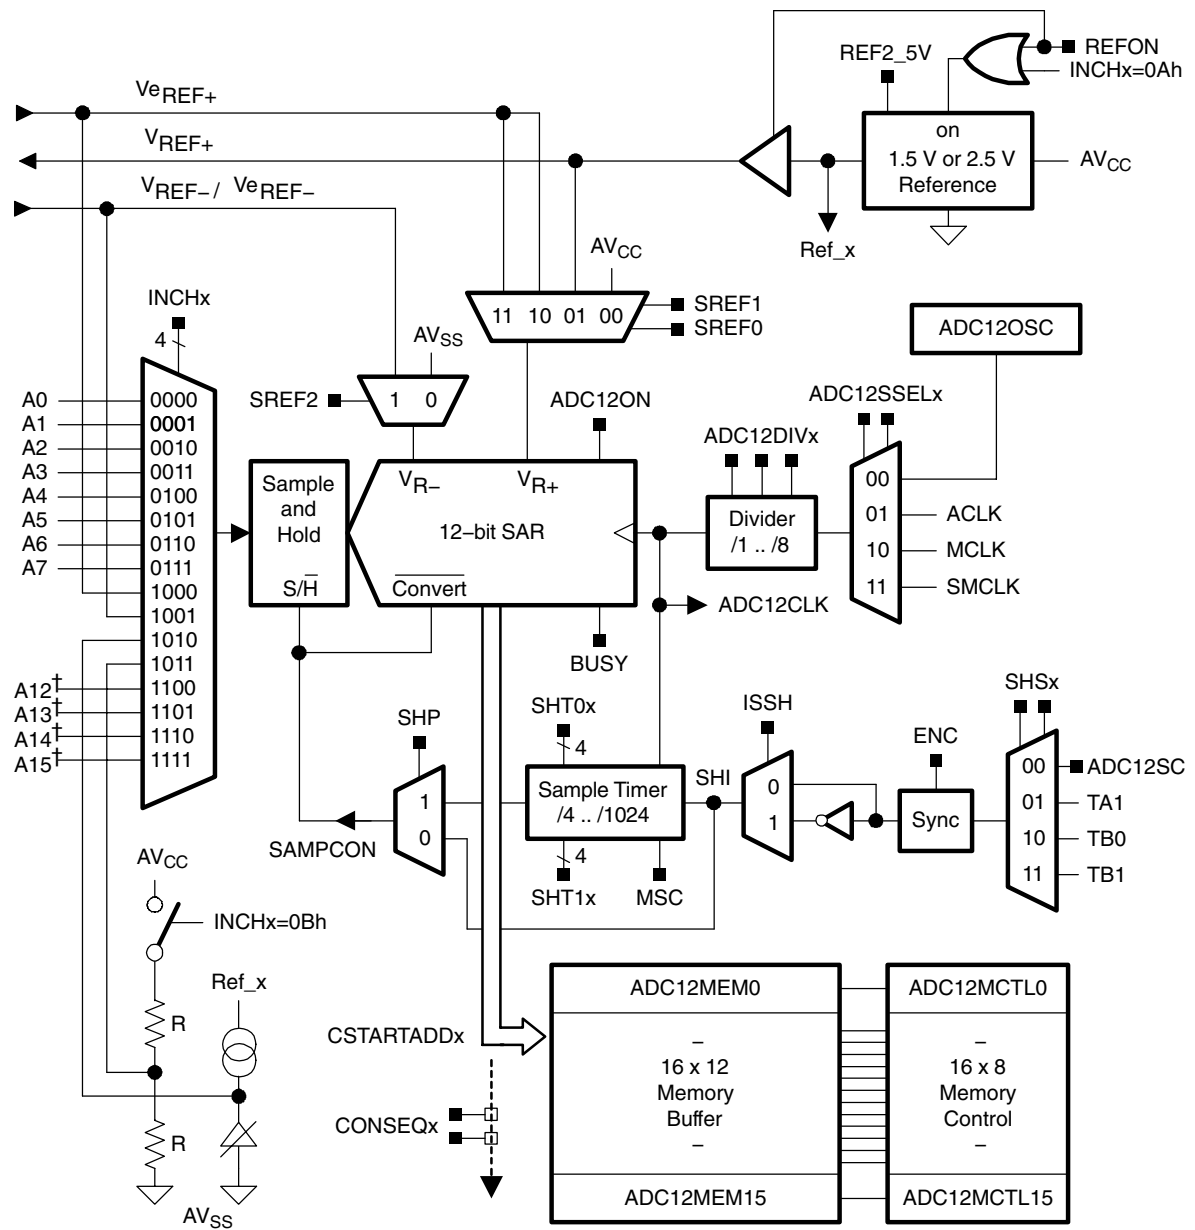 REFON
INCHx=0Ah
REF2_5V
VeREF+
VREF+
VREF− / VeREF−
on
1.5 V or 2.5 V
Reference
AVCC
Ref_x
AVCC
INCHx
4
11 10 01 00
SREF1
SREF0
ADC12OSC
AVSS
SREF2
1 0
ADC12ON
ADC12SSELx
ADC12DIVx
A0
A1
A2
A3
A4
A5
A6
A7
A12†
A13†
A14†
A15†
0000
0001
0010
0011
0100
0101
0110
0111
1000
1001
1010
1011
1100
1101
1110
1111
Sample
and
Hold
S/H̅
VR−
VR+
12−bit SAR
C̅o̅n̅v̅e̅r̅t̅
BUSY
Divider
/1 .. /8
00
01
10
11
ACLK
MCLK
SMCLK
ADC12CLK
SHP
1
0
SAMPCON
SHT0x
4
Sample Timer
/4 .. /1024
4
SHT1x
MSC
SHI
ISSH
0
1
ENC
Sync
SHSx
00
01
10
11
ADC12SC
TA1
TB0
TB1
AVCC
INCHx=0Bh
R
R
Ref_x
AVSS
CSTARTADDx
CONSEQx
ADC12MEM0
–
16 x 12
Memory
Buffer
–
ADC12MEM15
ADC12MCTL0
–
16 x 8
Memory
Control
–
ADC12MCTL15